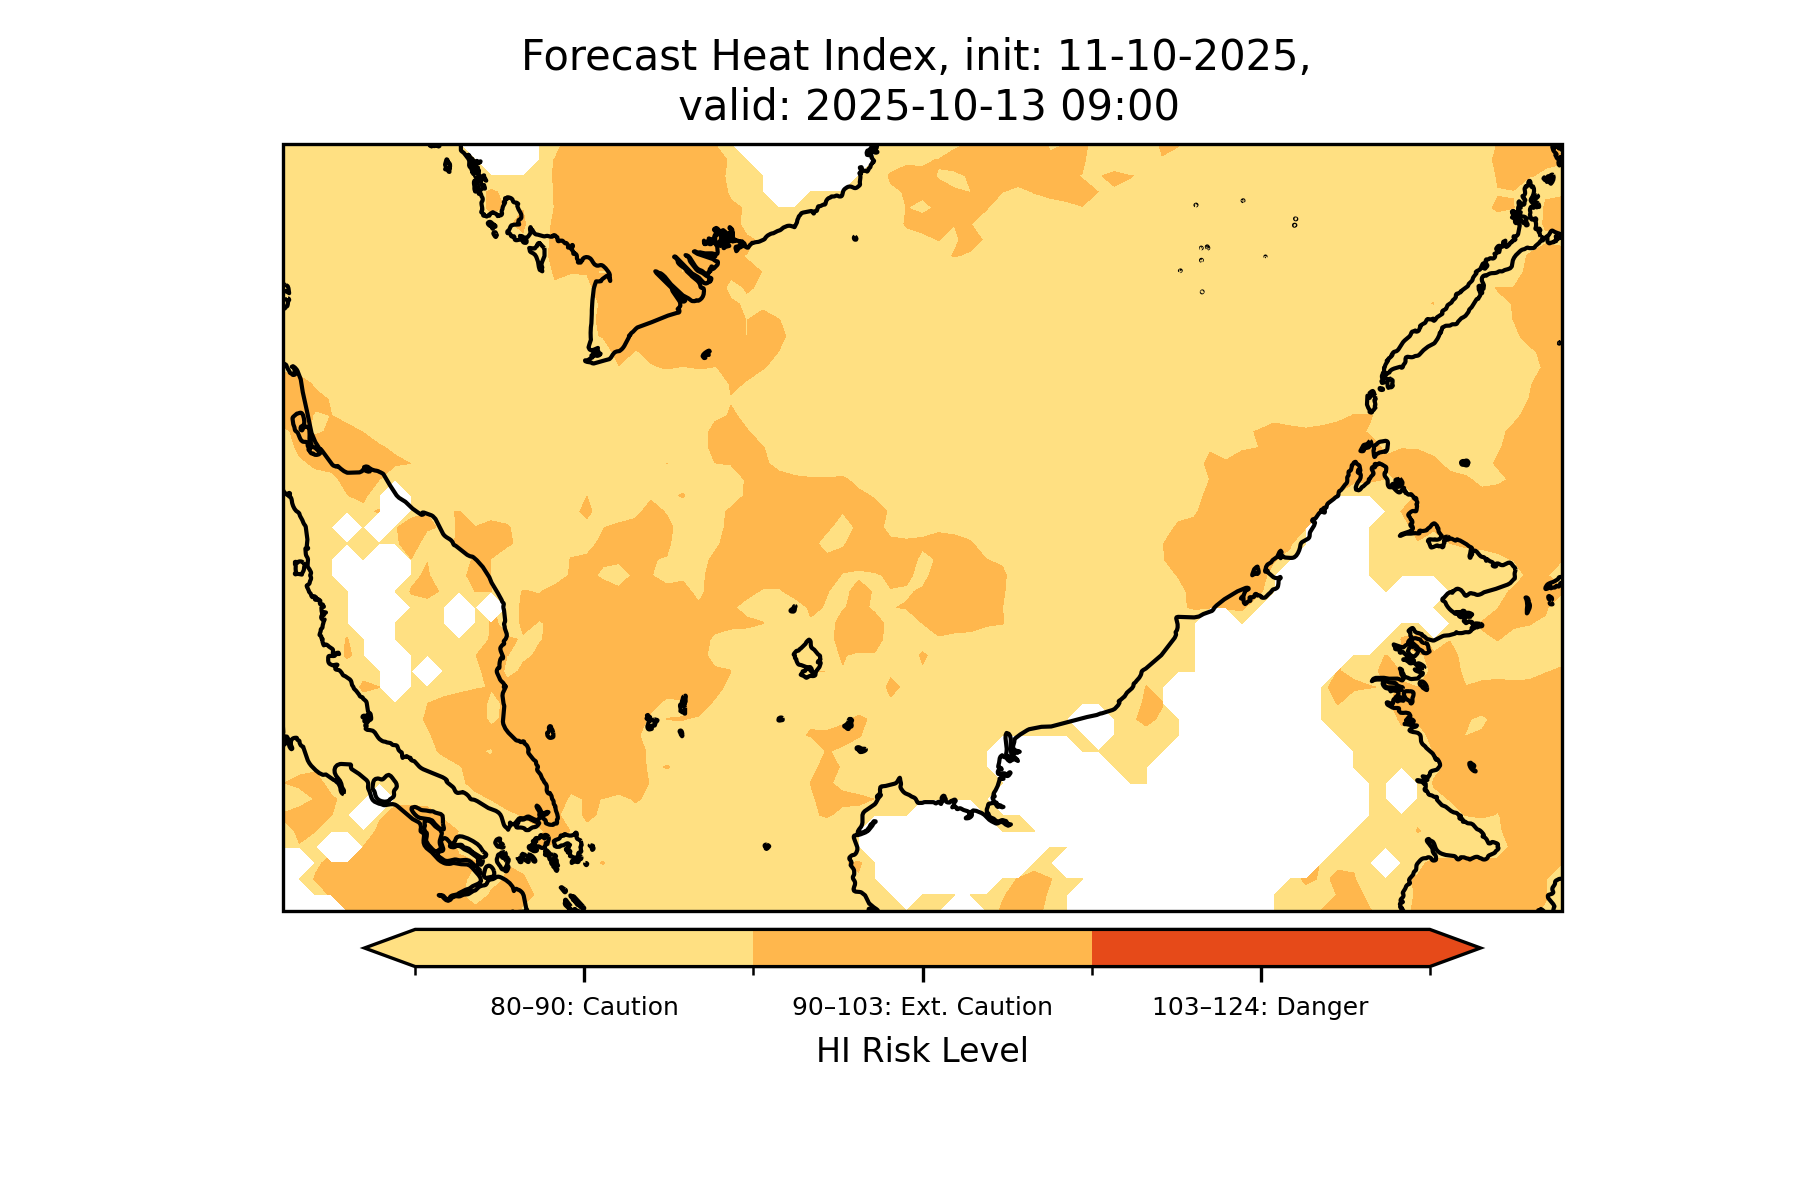 Forecast Heat Index, init: 11-10-2025,
valid: 2025-10-13 09:00
80–90: Caution
90–103: Ext. Caution
103–124: Danger
HI Risk Level